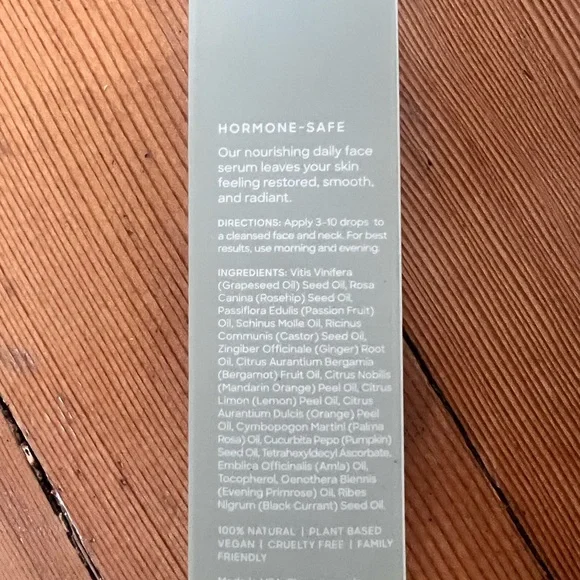 HORMONE-SAFE
Our nourishing daily face
serum leaves your skin
feeling restored, smooth,
and radiant.
DIRECTIONS: Apply 3-10 drops to
a cleansed face and neck. For best
results, use morning and evening.
INGREDIENTS: Vitis Vinifera
(Grapeseed Oil) Seed Oil, Rosa
Canina (Rosehip) Seed Oil,
Passiflora Edulis (Passion Fruit)
Oil, Schinus Molle Oil, Ricinus
Communis (Castor) Seed Oil,
Zingiber Officinale (Ginger) Root
Oil, Citrus Aurantium Bergamia
(Bergamot) Fruit Oil, Citrus Nobilis
(Mandarin Orange) Peel Oil, Citrus
Limon (Lemon) Peel Oil, Citrus
Aurantium Dulcis (Orange) Peel
Oil, Cymbopogon Martini (Palma
Rosa) Oil, Cucurbita Pepo (Pumpkin)
Seed Oil, Tetrahexyldecyl Ascorbate,
Emblica Officinalis (Amla) Oil,
Tocopherol, Oenothera Biennis
(Evening Primrose) Oil, Ribes
Nigrum (Black Currant) Seed Oil.
100% NATURAL | PLANT BASED
VEGAN | CRUELTY FREE | FAMILY
FRIENDLY